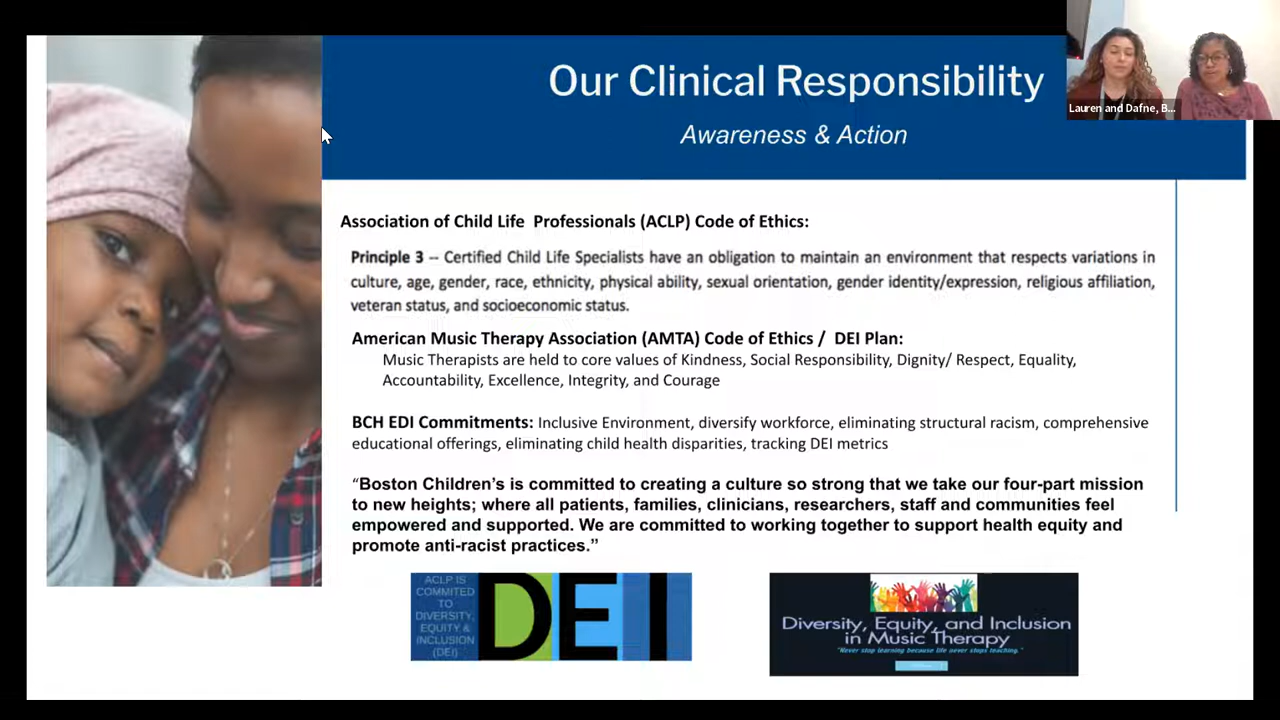 Our Clinical Responsibility
Awareness & Action
Lauren and Dafne, B...
Association of Child Life Professionals (ACLP) Code of Ethics:
Principle 3 -- Certified Child Life Specialists have an obligation to maintain an environment that respects variations in
culture, age, gender, race, ethnicity, physical ability, sexual orientation, gender identity/expression, religious affiliation,
veteran status, and socioeconomic status.
American Music Therapy Association (AMTA) Code of Ethics / DEI Plan:
Music Therapists are held to core values of Kindness, Social Responsibility, Dignity/ Respect, Equality,
Accountability, Excellence, Integrity, and Courage
BCH EDI Commitments: Inclusive Environment, diversify workforce, eliminating structural racism, comprehensive
educational offerings, eliminating child health disparities, tracking DEI metrics
“Boston Children’s is committed to creating a culture so strong that we take our four-part mission
to new heights; where all patients, families, clinicians, researchers, staff and communities feel
empowered and supported. We are committed to working together to support health equity and
promote anti-racist practices.”
ACLP IS
COMMITED
TO
DIVERSITY,
EQUITY &
INCLUSION
(DEI)
DEI
Diversity, Equity, and Inclusion
in Music Therapy
"Never stop learning because life never stops teaching."